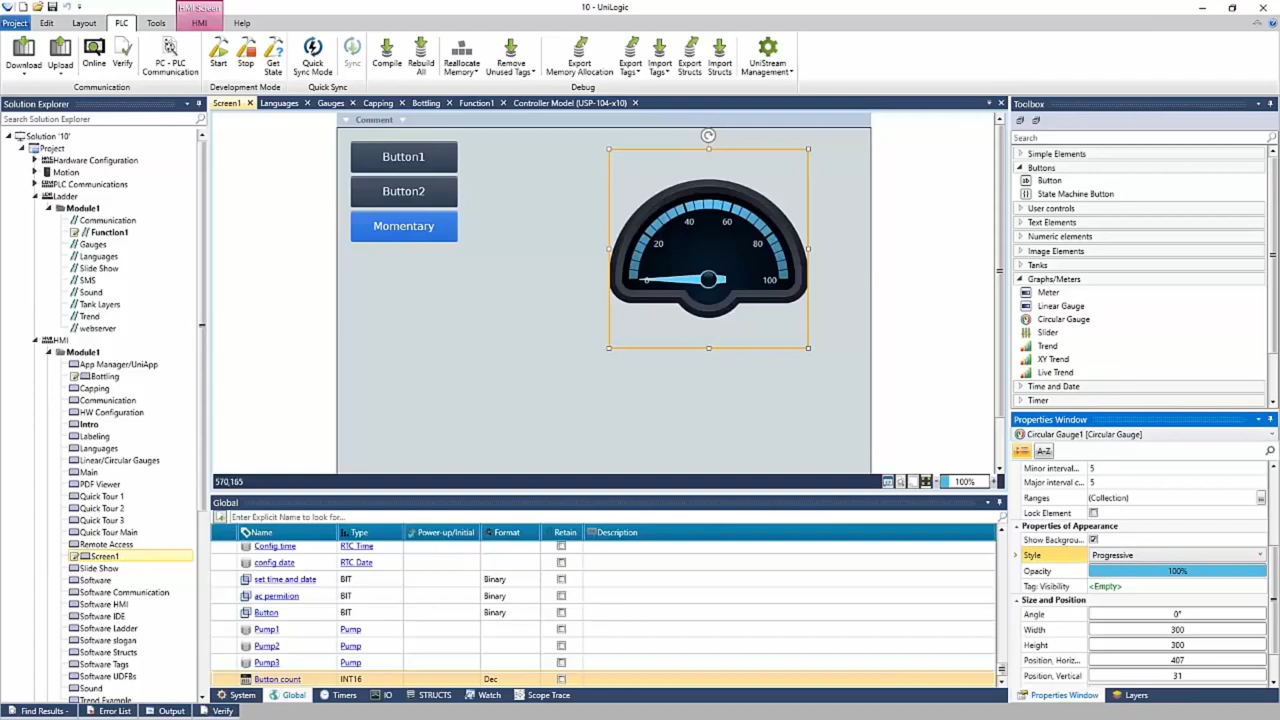 10 - UniLogic
HMI Screen
Project
Edit
Layout
PLC
Tools
HMI
Help
Download
Upload
Online
Verify
PC - PLC
Communication
Start
Stop
Get
State
Quick
Sync Mode
Sync
Compile
Rebuild
All
Reallocate
Memory
Remove
Unused Tags
Export
Memory Allocation
Export
Tags
Import
Tags
Export
Structs
Import
Structs
UniStream
Management
Communication
Development Mode
Quick Sync
Debug
Solution Explorer
Search Solution Explorer
Solution '10'
Project
Hardware Configuration
Motion
PLC Communications
Ladder
Module1
Communication
Function1
Gauges
Languages
Slide Show
SMS
Sound
Tank Layers
Trend
webserver
HMI
Module1
App Manager/UniApp
Bottling
Capping
Communication
HW Configuration
Intro
Labeling
Languages
Linear/Circular Gauges
Main
PDF Viewer
Quick Tour 1
Quick Tour 2
Quick Tour 3
Quick Tour Main
Remote Access
Screen1
Slide Show
Software
Software Communication
Software HMI
Software IDE
Software Ladder
Software slogan
Software Structs
Software Tags
Software UDFBs
Sound
Trend Example
Screen1
Languages
Gauges
Capping
Bottling
Function1
Controller Model (USP-104-x10)
Comment
Button1
Button2
Momentary
0
20
40
60
80
100
570,165
100%
Global
Enter Explicit Name to look for...
Name
Type
Power-up/Initial
Format
Retain
Description
Config time RTC Time
config date RTC Date
set time and date BIT Binary
ac permition BIT Binary
Button BIT Binary
Pump1 Pump
Pump2 Pump
Pump3 Pump
Button count INT16 Dec
System
Global
Timers
IO
STRUCTS
Watch
Scope Trace
Toolbox
Search
Simple Elements
Buttons
Button
State Machine Button
User controls
Text Elements
Numeric elements
Image Elements
Tanks
Graphs/Meters
Meter
Linear Gauge
Circular Gauge
Slider
Trend
XY Trend
Live Trend
Time and Date
Timer
Properties Window
Circular Gauge1 [Circular Gauge]
A-Z
Minor interval... 5
Major interval c... 5
Ranges (Collection)
Lock Element
Properties of Appearance
Show Backgrou...
Style Progressive
Opacity 100%
Tag: Visibility <Empty>
Size and Position
Angle 0°
Width 300
Height 300
Position, Horiz... 407
Position, Vertical 31
Properties Window
Layers
Find Results -
Error List
Output
Verify